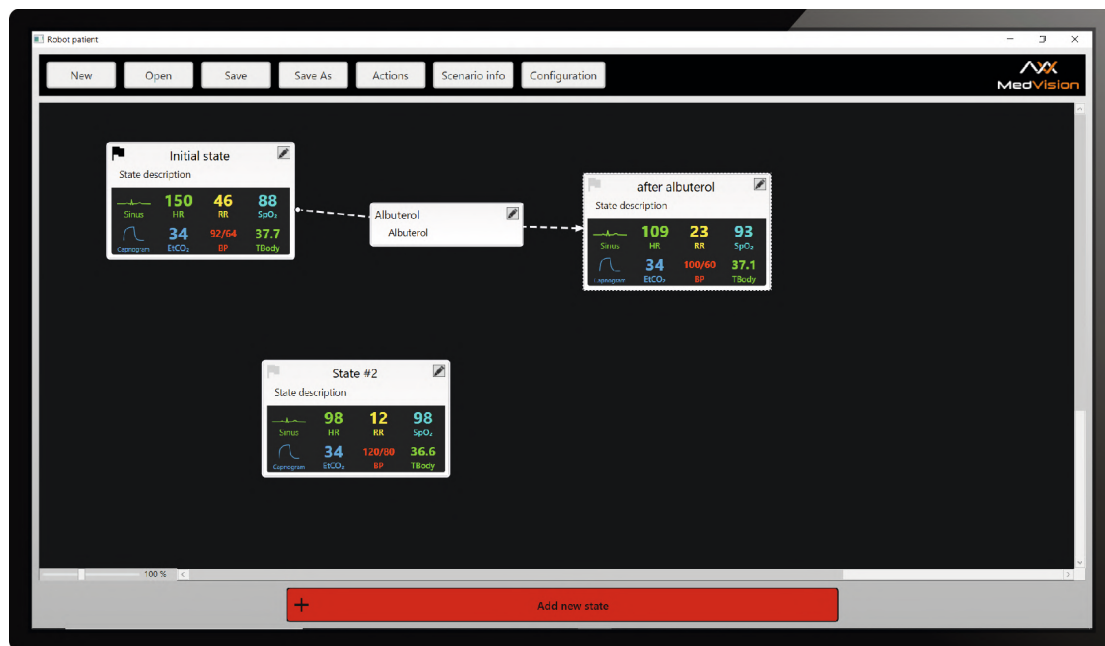 Robot patient
New Open Save Save As Actions Scenario info Configuration
MedVision
Initial state
State description
150 46 88
Sinus HR RR SpO₂
34 92/64 37.7
Capnogram EtCO₂ BP TBody
Albuterol
Albuterol
after albuterol
State description
109 23 93
Sinus HR RR SpO₂
34 100/60 37.1
Capnogram EtCO₂ BP TBody
State #2
State description
98 12 98
Sinus HR RR SpO₂
34 120/80 36.6
Capnogram EtCO₂ BP TBody
100 %
+ Add new state